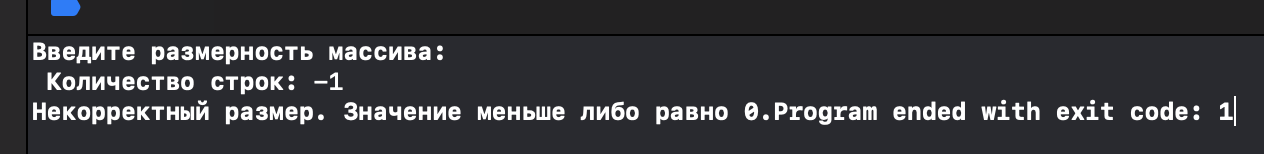 Введите размерность массива:
Количество строк: -1
Некорректный размер. Значение меньше либо равно 0.Program ended with exit code: 1